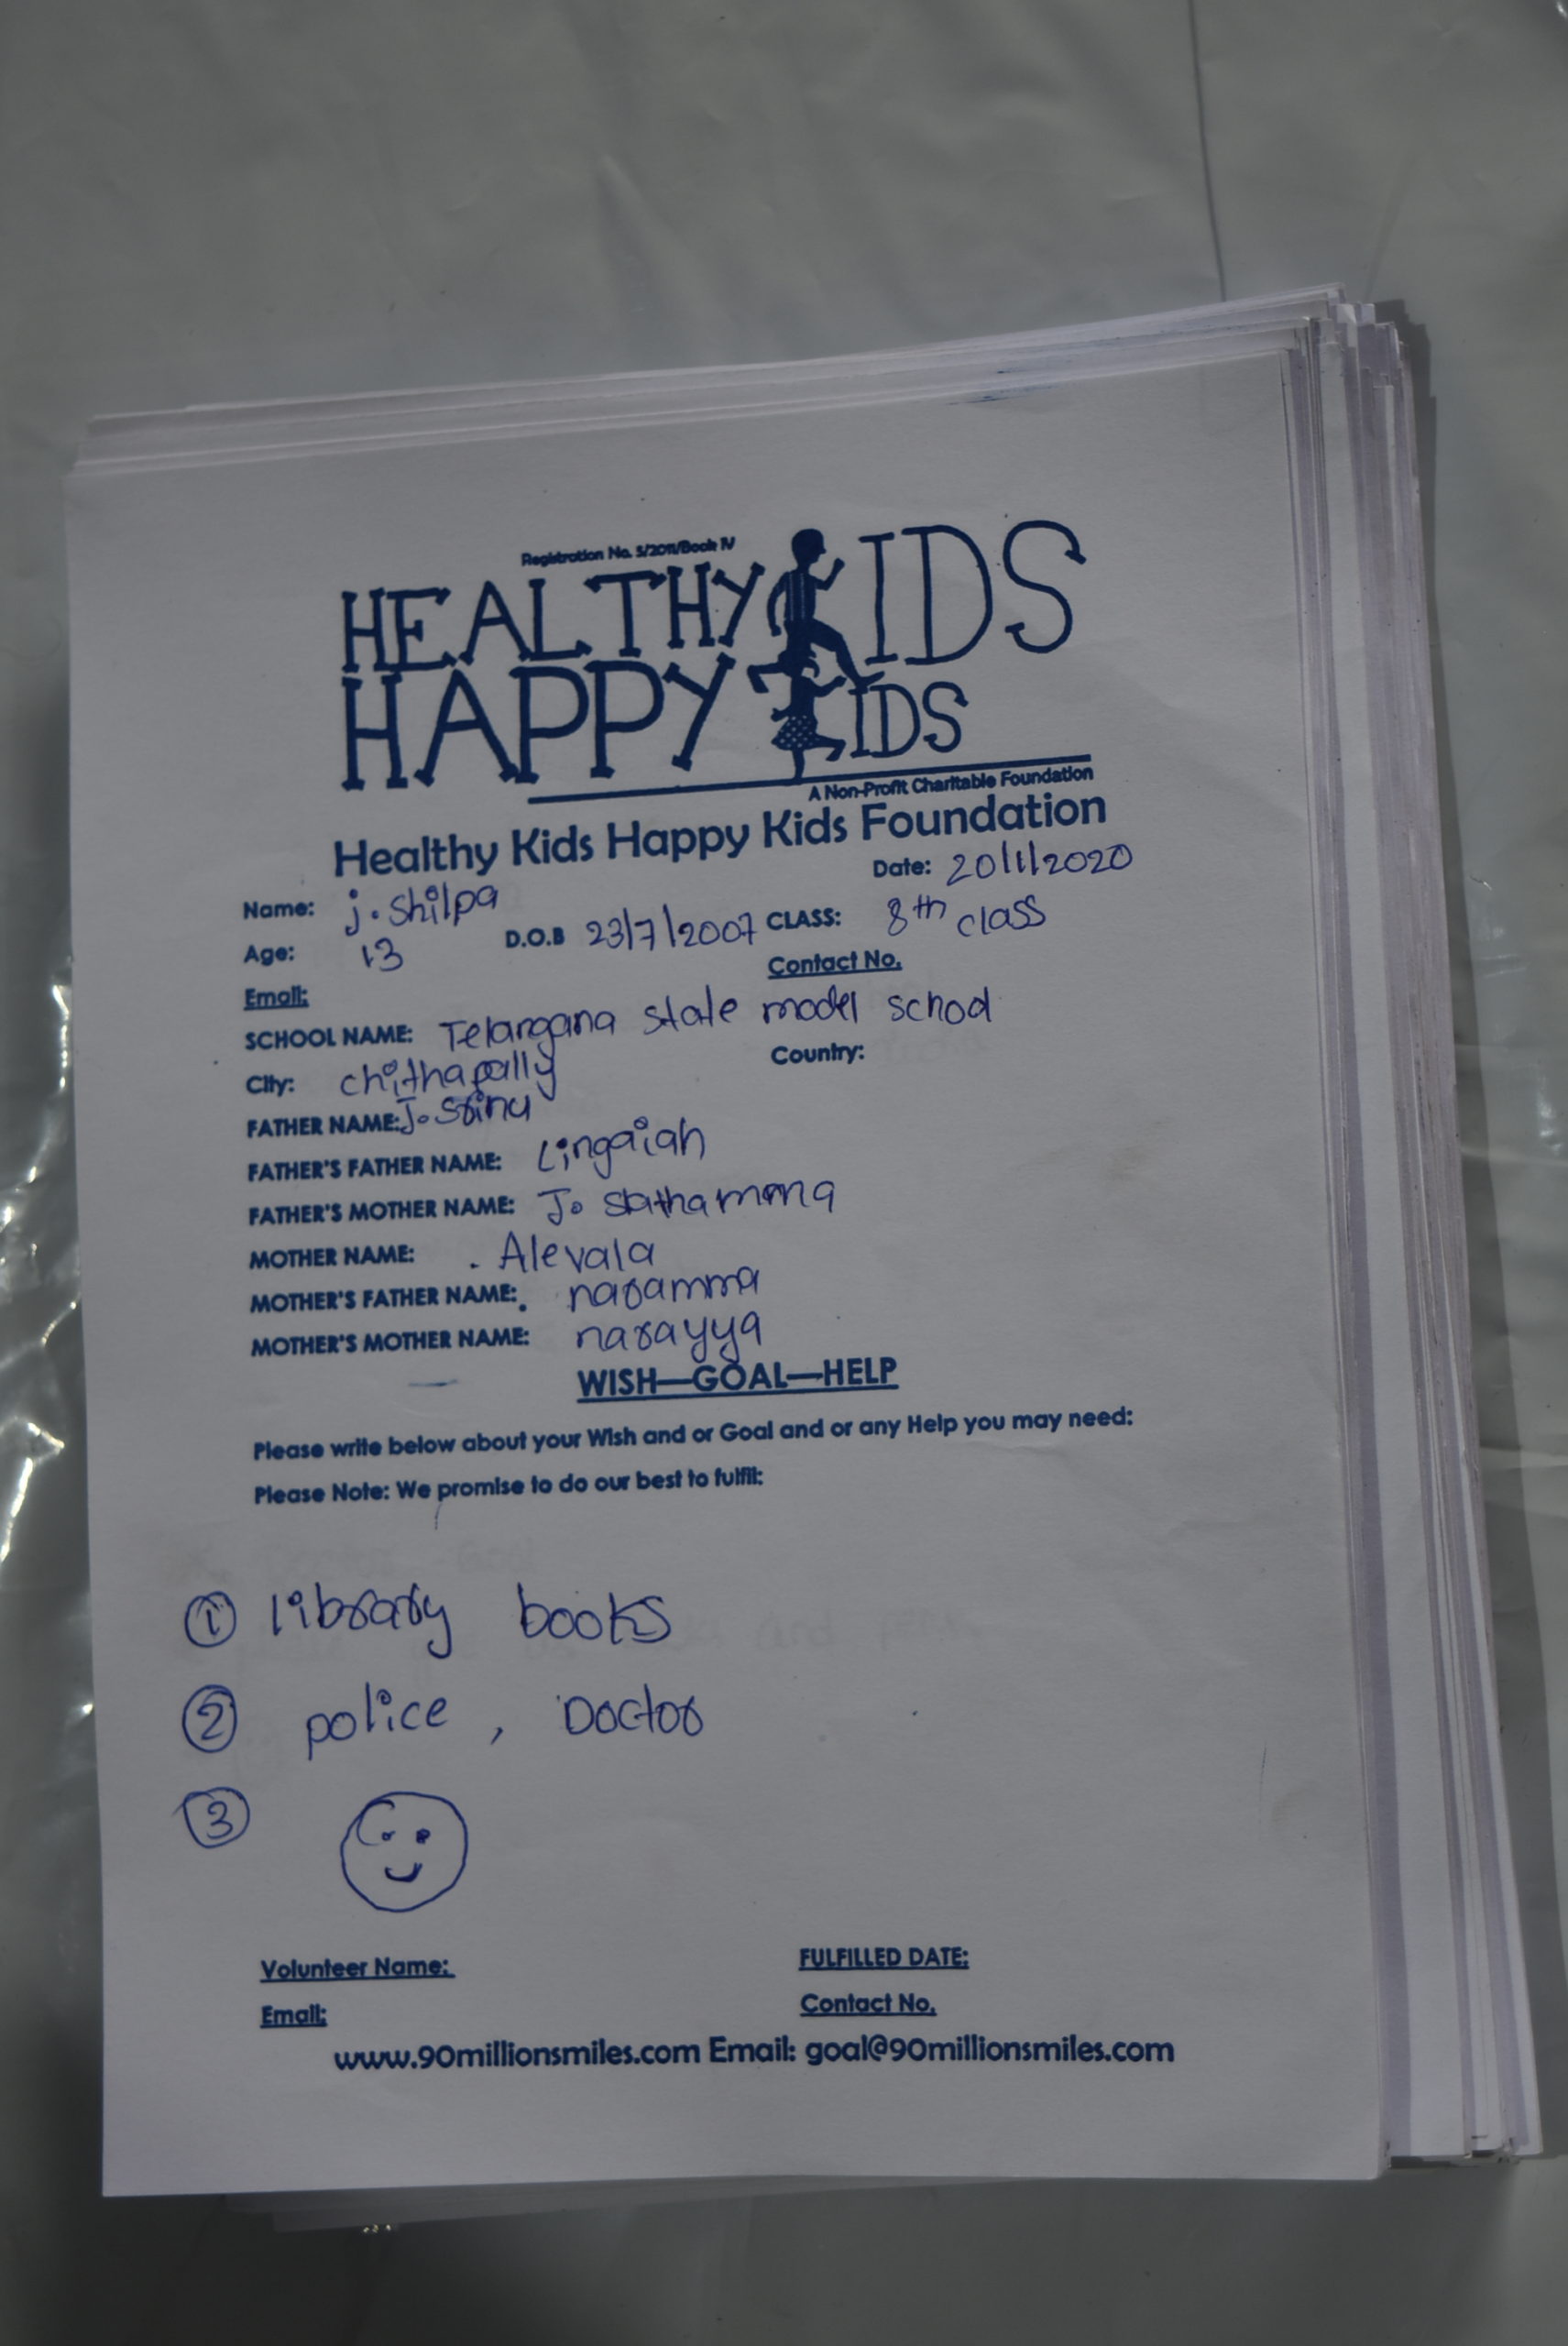 Registration No. 5/2011/Book IV
HEALTHY KIDS
HAPPY KIDS
A Non-Profit Charitable Foundation
Healthy Kids Happy Kids Foundation
Date: 20/1/2020
Name: j. Shilpa
Age: 13 D.O.B 23/7/2007 CLASS: 8th class
Email: Contact No.
SCHOOL NAME: Telangana state model school
City: chithapally Country:
FATHER NAME: J. Srinu
FATHER'S FATHER NAME: Lingaiah
FATHER'S MOTHER NAME: J.
MOTHER NAME: . Alevala
MOTHER'S FATHER NAME: naramma
MOTHER'S MOTHER NAME: narayya
WISH—GOAL—HELP
Please write below about your Wish and or Goal and or any Help you may need:
Please Note: We promise to do our best to fulfil:
① library books
② police , Doctor
③
Volunteer Name: FULFILLED DATE:
Email: Contact No.
www.90millionsmiles.com Email: goal@90millionsmiles.com